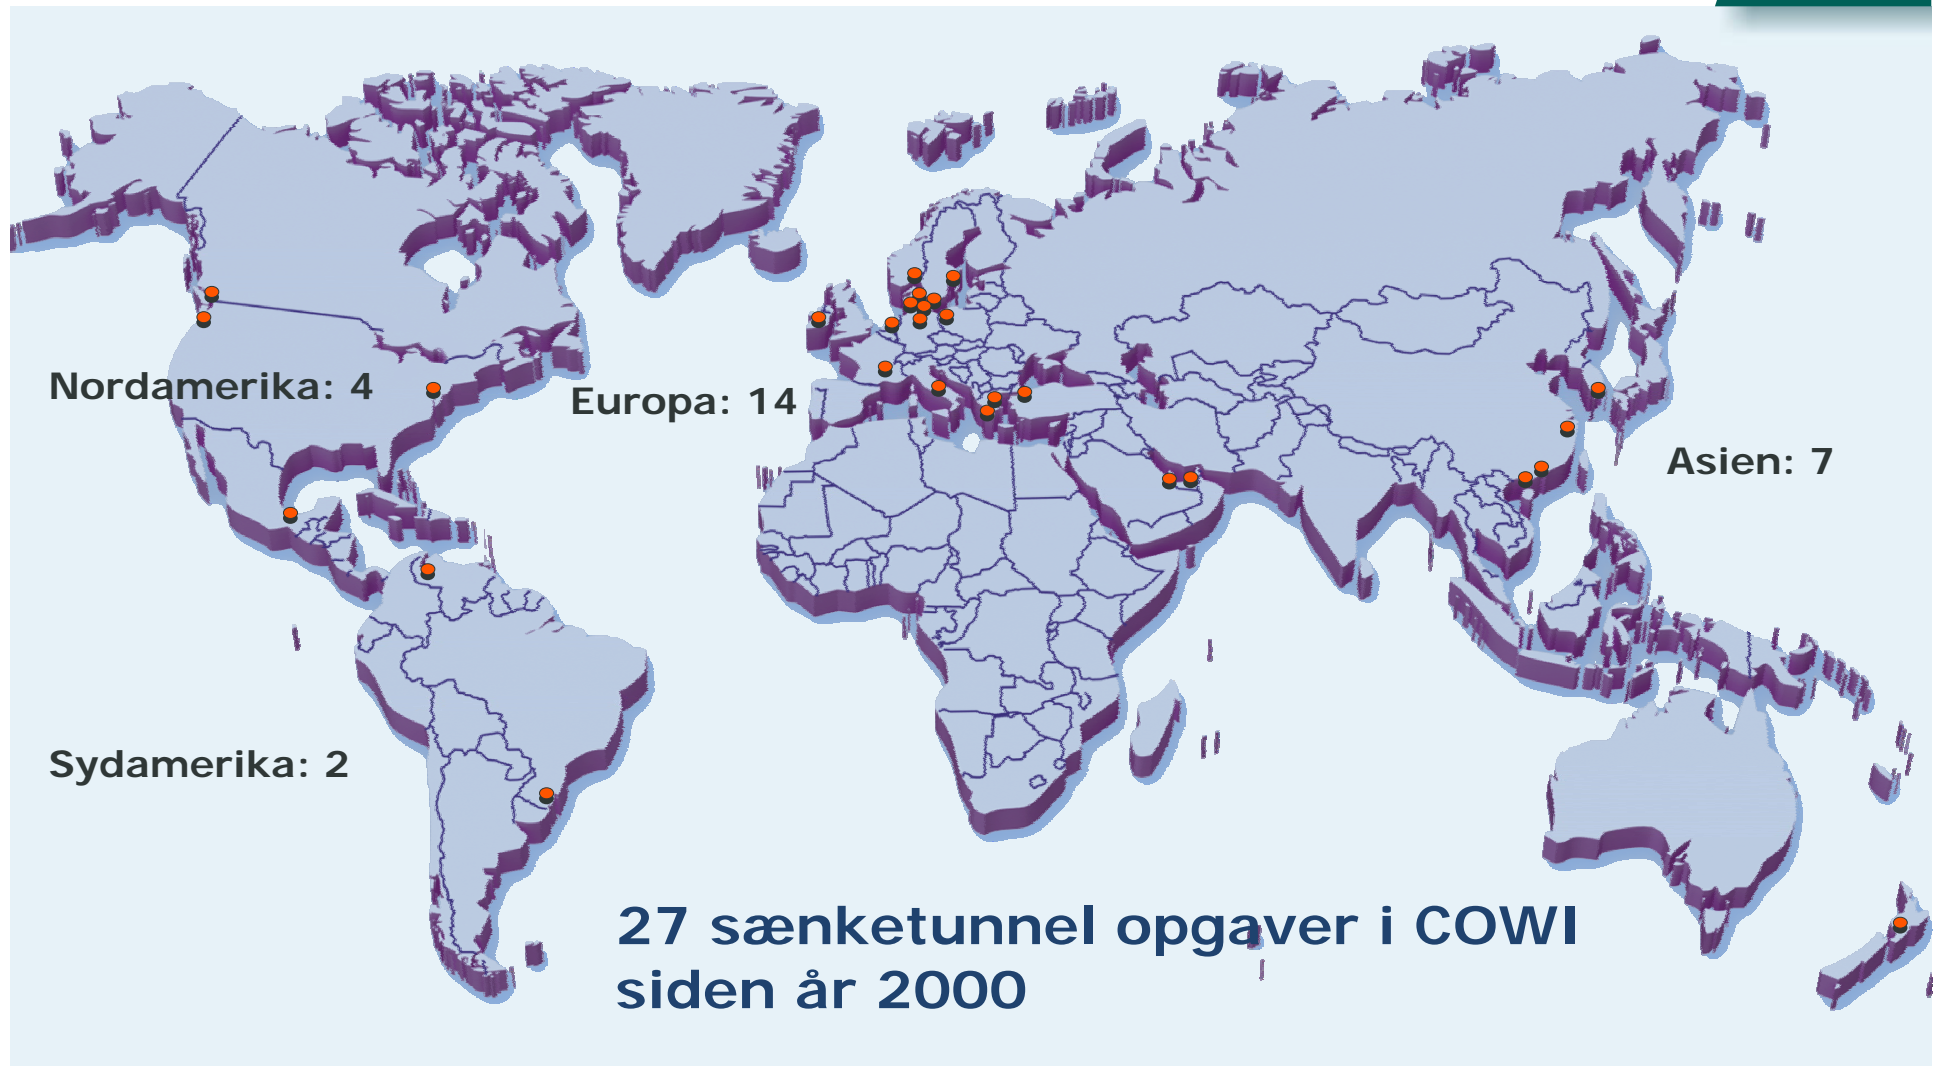 Nordamerika: 4
Europa: 14
Asien: 7
Sydamerika: 2
27 sænketunnel opgaver i COWI
siden år 2000